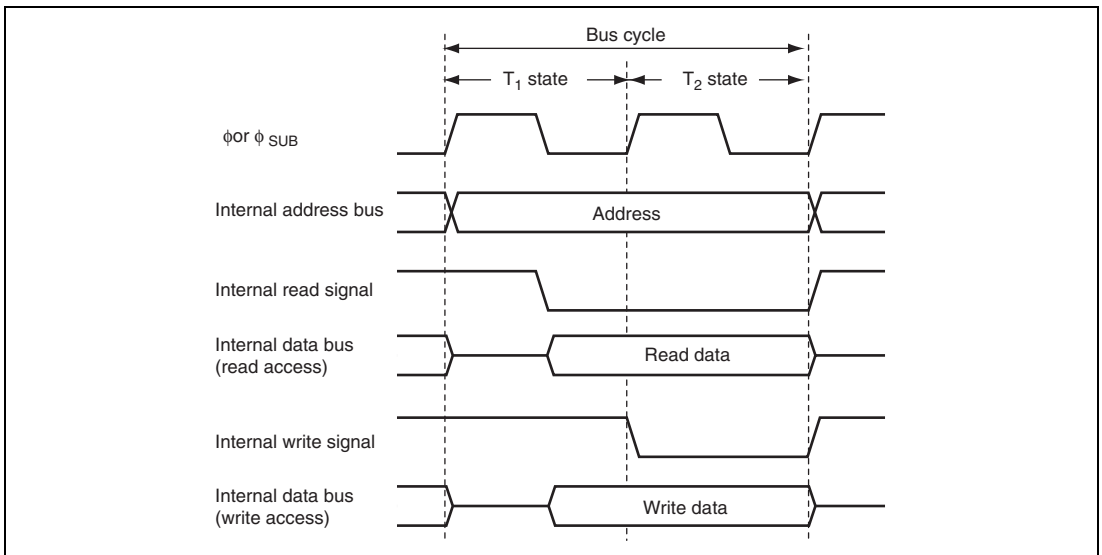 Bus cycle
T1 state
T2 state
ϕor ϕ SUB
Internal address bus
Address
Internal read signal
Internal data bus
(read access)
Read data
Internal write signal
Internal data bus
(write access)
Write data